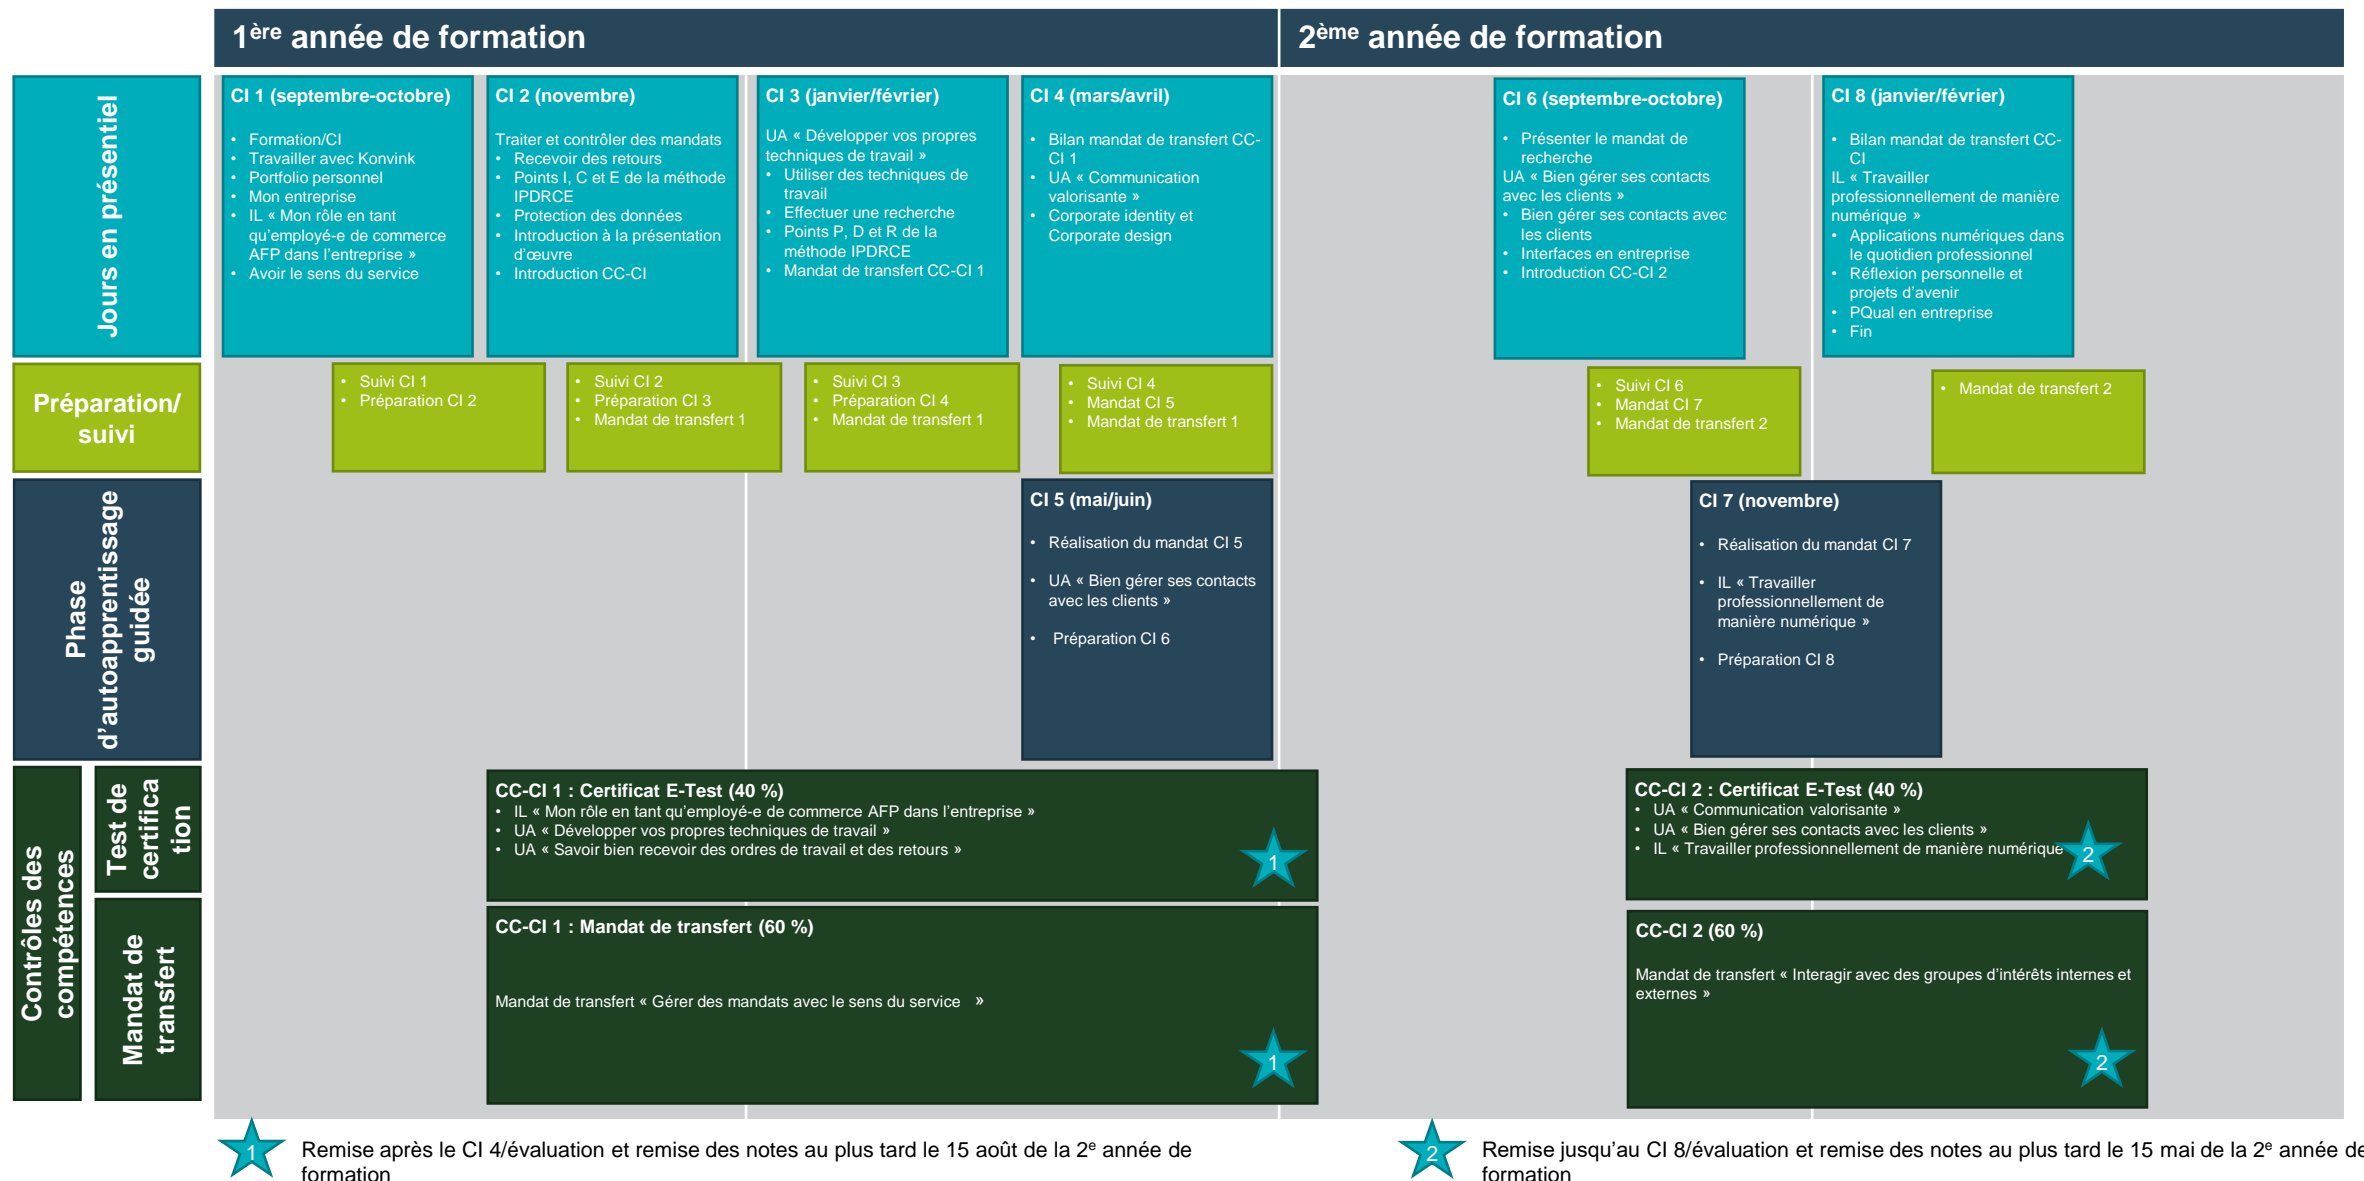 1ère année de formation
2ème année de formation
Jours en présentiel
CI 1 (septembre-octobre)
• Formation/CI
• Travailler avec Konvink
• Portfolio personnel
• Mon entreprise
• IL « Mon rôle en tant
qu'employé-e de commerce
AFP dans l'entreprise »
• Avoir le sens du service
CI 2 (novembre)
Traiter et contrôler des mandats
• Recevoir des retours
• Points I, C et E de la méthode
IPDRCE
• Protection des données
• Introduction à la présentation
d'œuvre
• Introduction CC-CI
CI 3 (janvier/février)
UA « Développer vos propres
techniques de travail »
• Utiliser des techniques de
travail
• Effectuer une recherche
• Points P, D et R de la
méthode IPDRCE
• Mandat de transfert CC-CI 1
CI 4 (mars/avril)
• Bilan mandat de transfert CC-
CI 1
• UA « Communication
valorisante »
• Corporate identity et
Corporate design
CI 6 (septembre-octobre)
• Présenter le mandat de
recherche
UA « Bien gérer ses contacts
avec les clients »
• Bien gérer ses contacts avec
les clients
• Interfaces en entreprise
• Introduction CC-CI 2
CI 8 (janvier/février)
• Bilan mandat de transfert CC-
CI
IL « Travailler
professionnellement de manière
numérique »
• Applications numériques dans
le quotidien professionnel
• Réflexion personnelle et
projets d'avenir
• PQual en entreprise
• Fin
Préparation/
suivi
• Suivi CI 1
• Préparation CI 2
• Suivi CI 2
• Préparation CI 3
• Mandat de transfert 1
• Suivi CI 3
• Préparation CI 4
• Mandat de transfert 1
• Suivi CI 4
• Mandat CI 5
• Mandat de transfert 1
• Suivi CI 6
• Mandat CI 7
• Mandat de transfert 2
• Mandat de transfert 2
Phase
d'autoapprentissage
guidée
CI 5 (mai/juin)
• Réalisation du mandat CI 5
• UA « Bien gérer ses contacts
avec les clients »
• Préparation CI 6
CI 7 (novembre)
• Réalisation du mandat CI 7
• IL « Travailler
professionnellement de
manière numérique »
• Préparation CI 8
Contrôles des
compétences
Test de
certifica
tion
CC-CI 1 : Certificat E-Test (40 %)
• IL « Mon rôle en tant qu'employé-e de commerce AFP dans l'entreprise »
• UA « Développer vos propres techniques de travail »
• UA « Savoir bien recevoir des ordres de travail et des retours »
1
CC-CI 2 : Certificat E-Test (40 %)
• UA « Communication valorisante »
• UA « Bien gérer ses contacts avec les clients »
• IL « Travailler professionnellement de manière numérique
2
Mandat de
transfert
CC-CI 1 : Mandat de transfert (60 %)
Mandat de transfert « Gérer des mandats avec le sens du service »
1
CC-CI 2 (60 %)
Mandat de transfert « Interagir avec des groupes d'intérêts internes et
externes »
2
1
Remise après le CI 4/évaluation et remise des notes au plus tard le 15 août de la 2e année de
formation
2
Remise jusqu'au CI 8/évaluation et remise des notes au plus tard le 15 mai de la 2e année de
formation